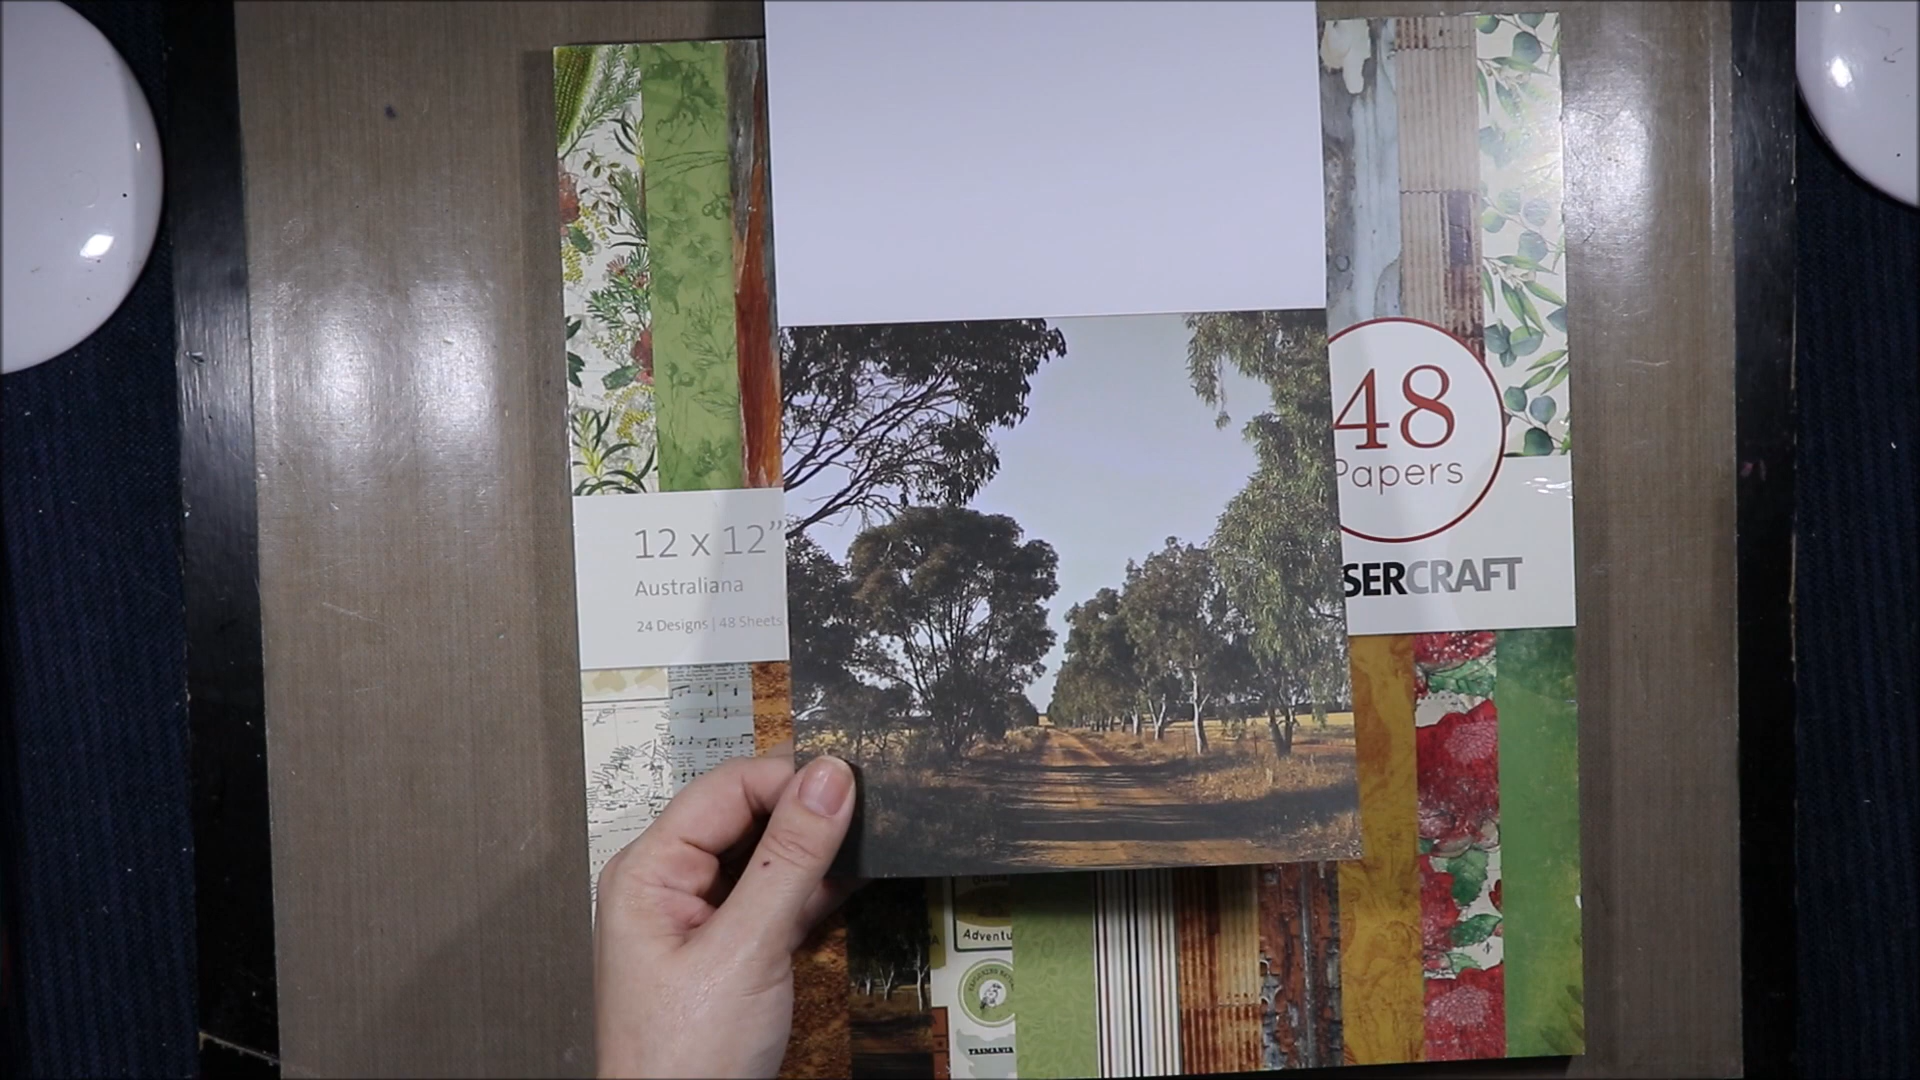 48
Papers
12 x 12”
Australiana
24 Designs | 48 Sheets
SERCRAFT
Adventu
TASMANIA